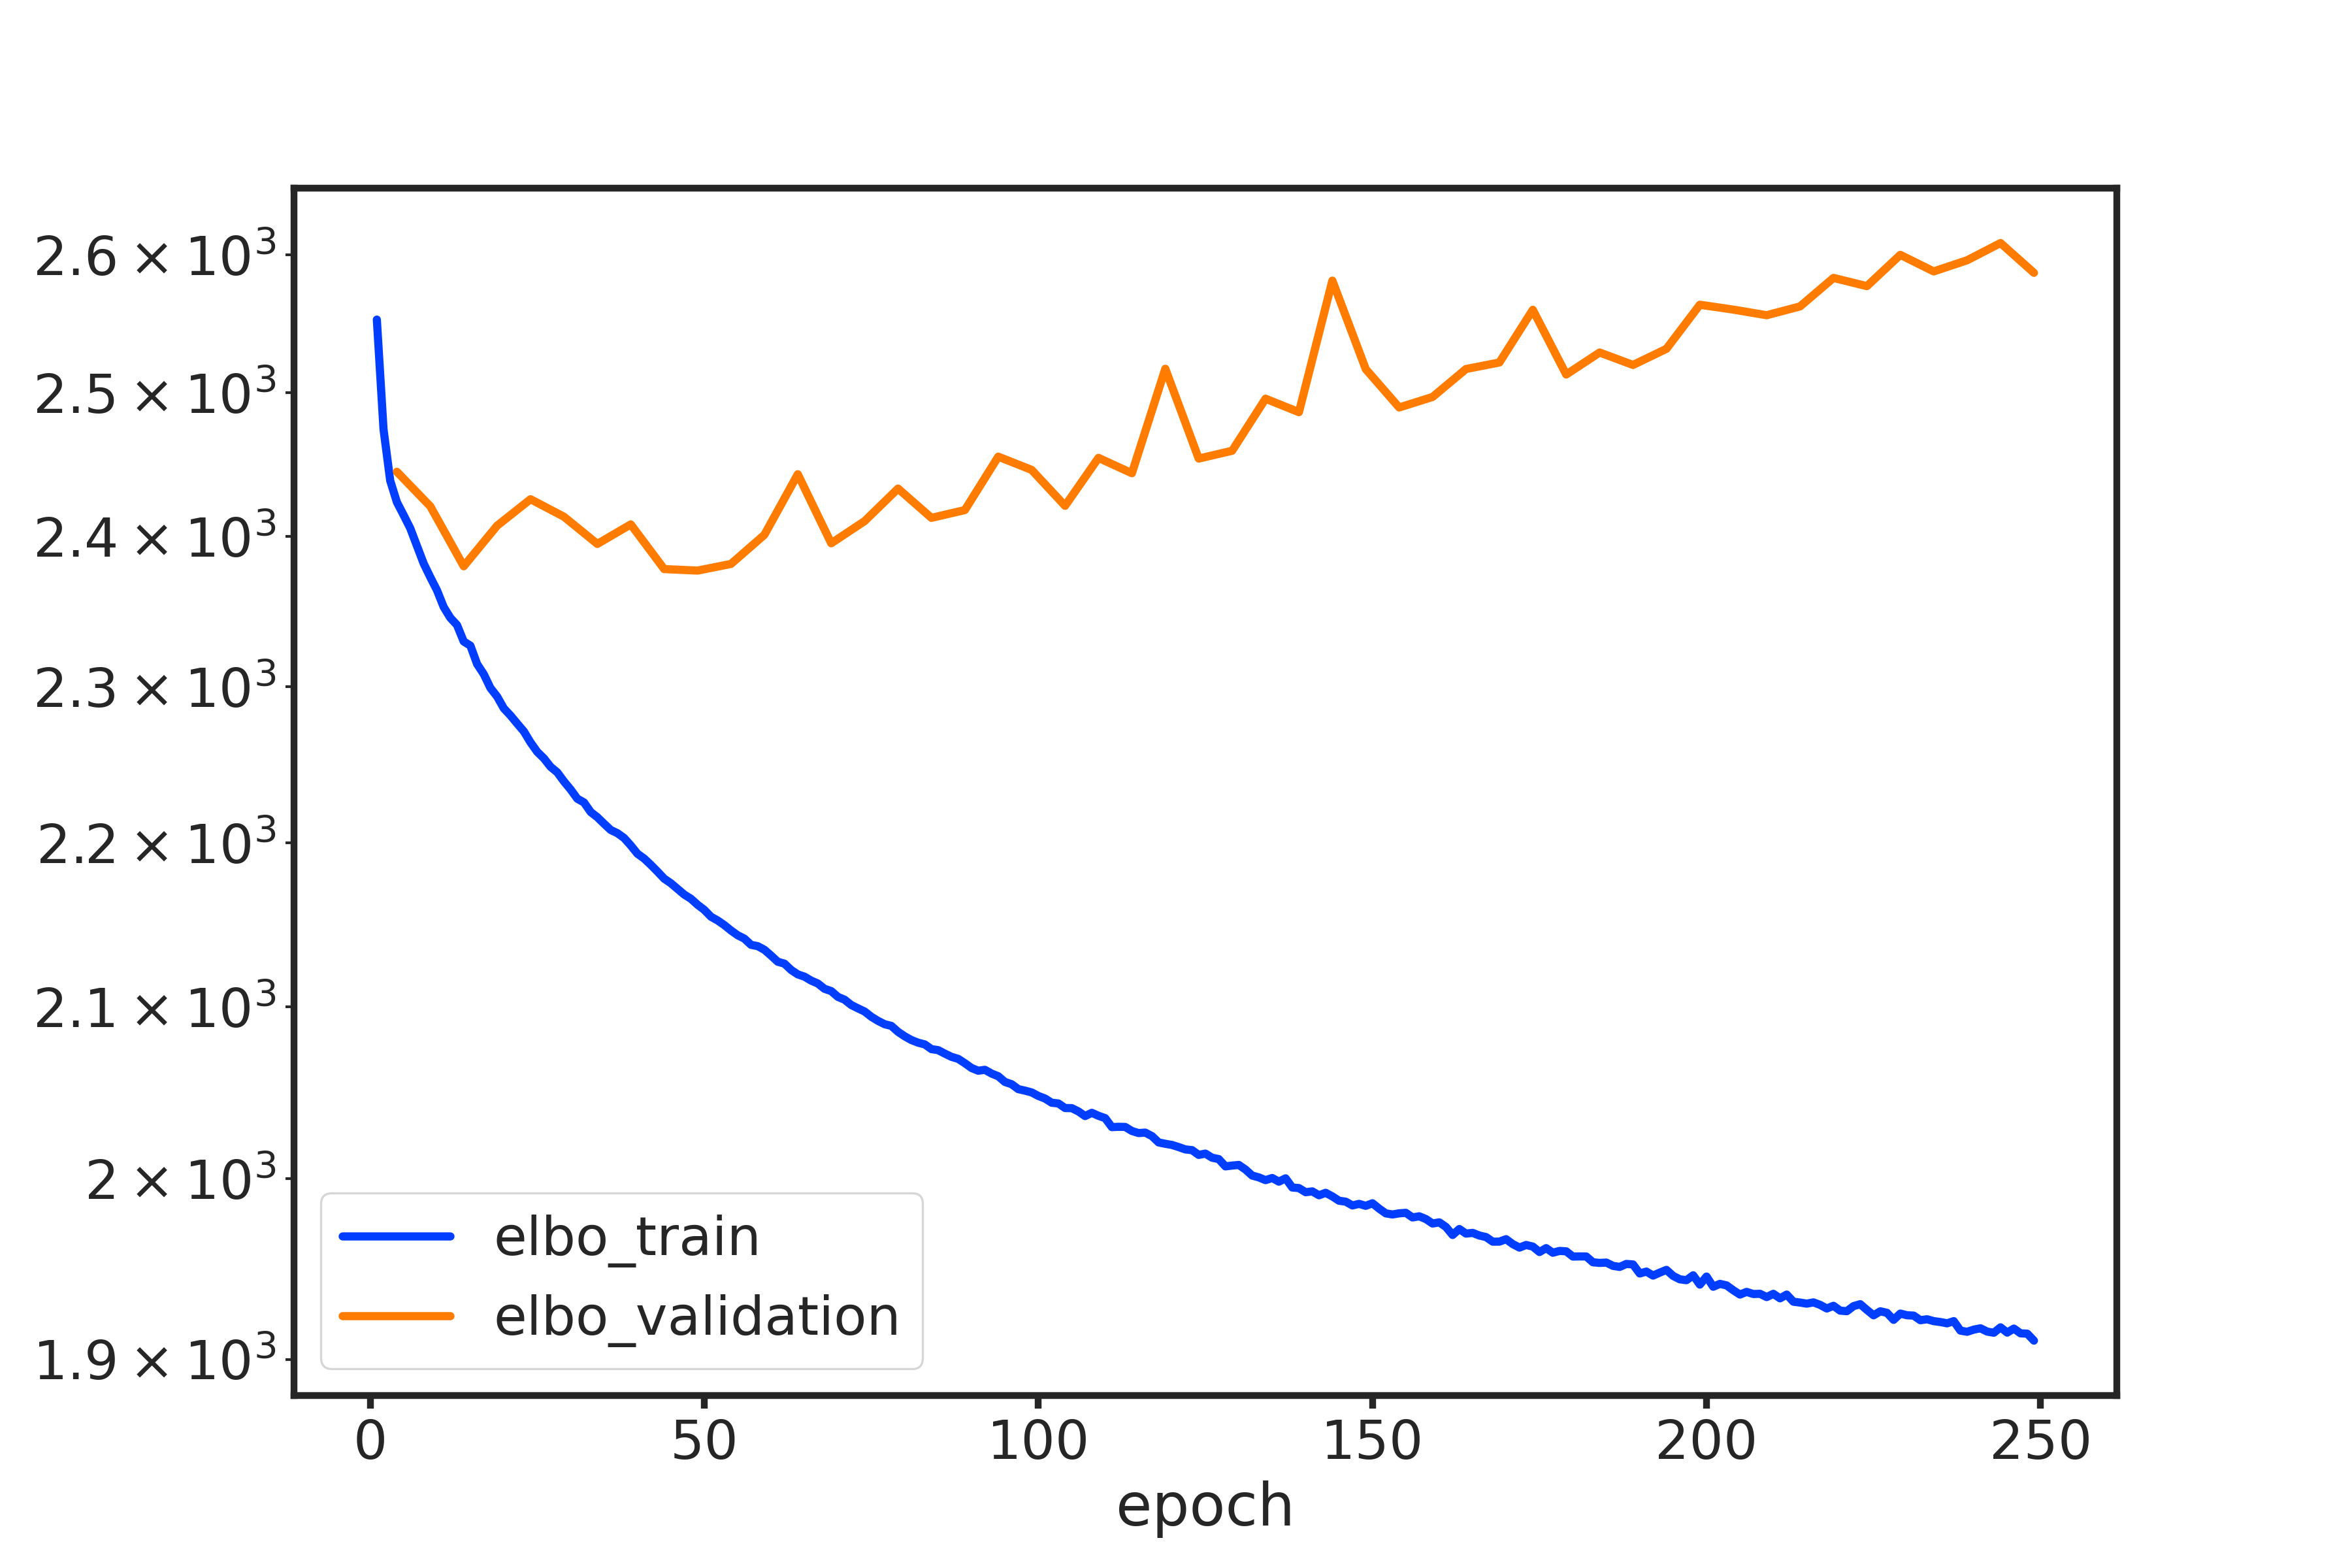 2.6 × 10³
2.5 × 10³
2.4 × 10³
2.3 × 10³
2.2 × 10³
2.1 × 10³
2 × 10³
1.9 × 10³
elbo_train
elbo_validation
0 50 100 150 200 250
epoch